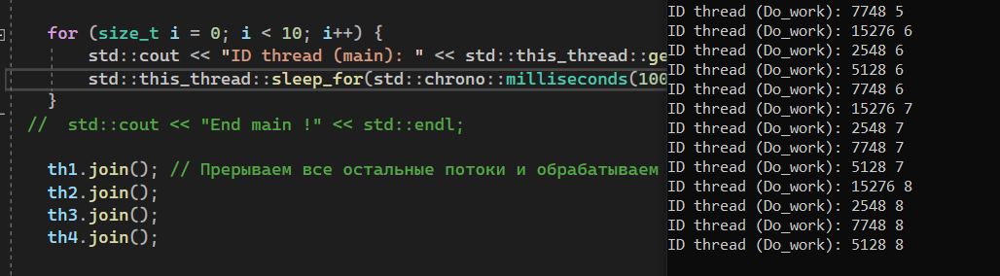 for (size_t i = 0; i < 10; i++) {
std::cout << "ID thread (main): " << std::this_thread::ge
std::this_thread::sleep_for(std::chrono::milliseconds(100
}
// std::cout << "End main !" << std::endl;
th1.join(); // Прерываем все остальные потоки и обрабатываем
th2.join();
th3.join();
th4.join();
ID thread (Do_work): 7748 5
ID thread (Do_work): 15276 6
ID thread (Do_work): 2548 6
ID thread (Do_work): 5128 6
ID thread (Do_work): 7748 6
ID thread (Do_work): 15276 7
ID thread (Do_work): 2548 7
ID thread (Do_work): 7748 7
ID thread (Do_work): 5128 7
ID thread (Do_work): 15276 8
ID thread (Do_work): 2548 8
ID thread (Do_work): 7748 8
ID thread (Do_work): 5128 8